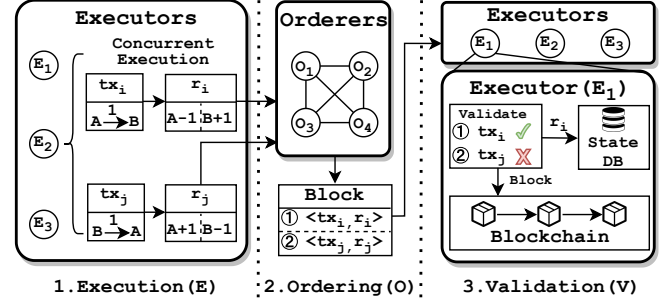 Executors
E1
E2
E3
Concurrent
Execution
txi
A 1 B
ri
A-1 B+1
txj
B 1 A
rj
A+1 B-1
1.Execution(E)
Orderers
O1
O2
O3
O4
Block
① <txi,ri>
② <txj,rj>
2.Ordering(O)
Executors
E1
E2
E3
Executor(E1)
Validate
① txi
② txj
ri
State
DB
Block
Blockchain
3.Validation(V)